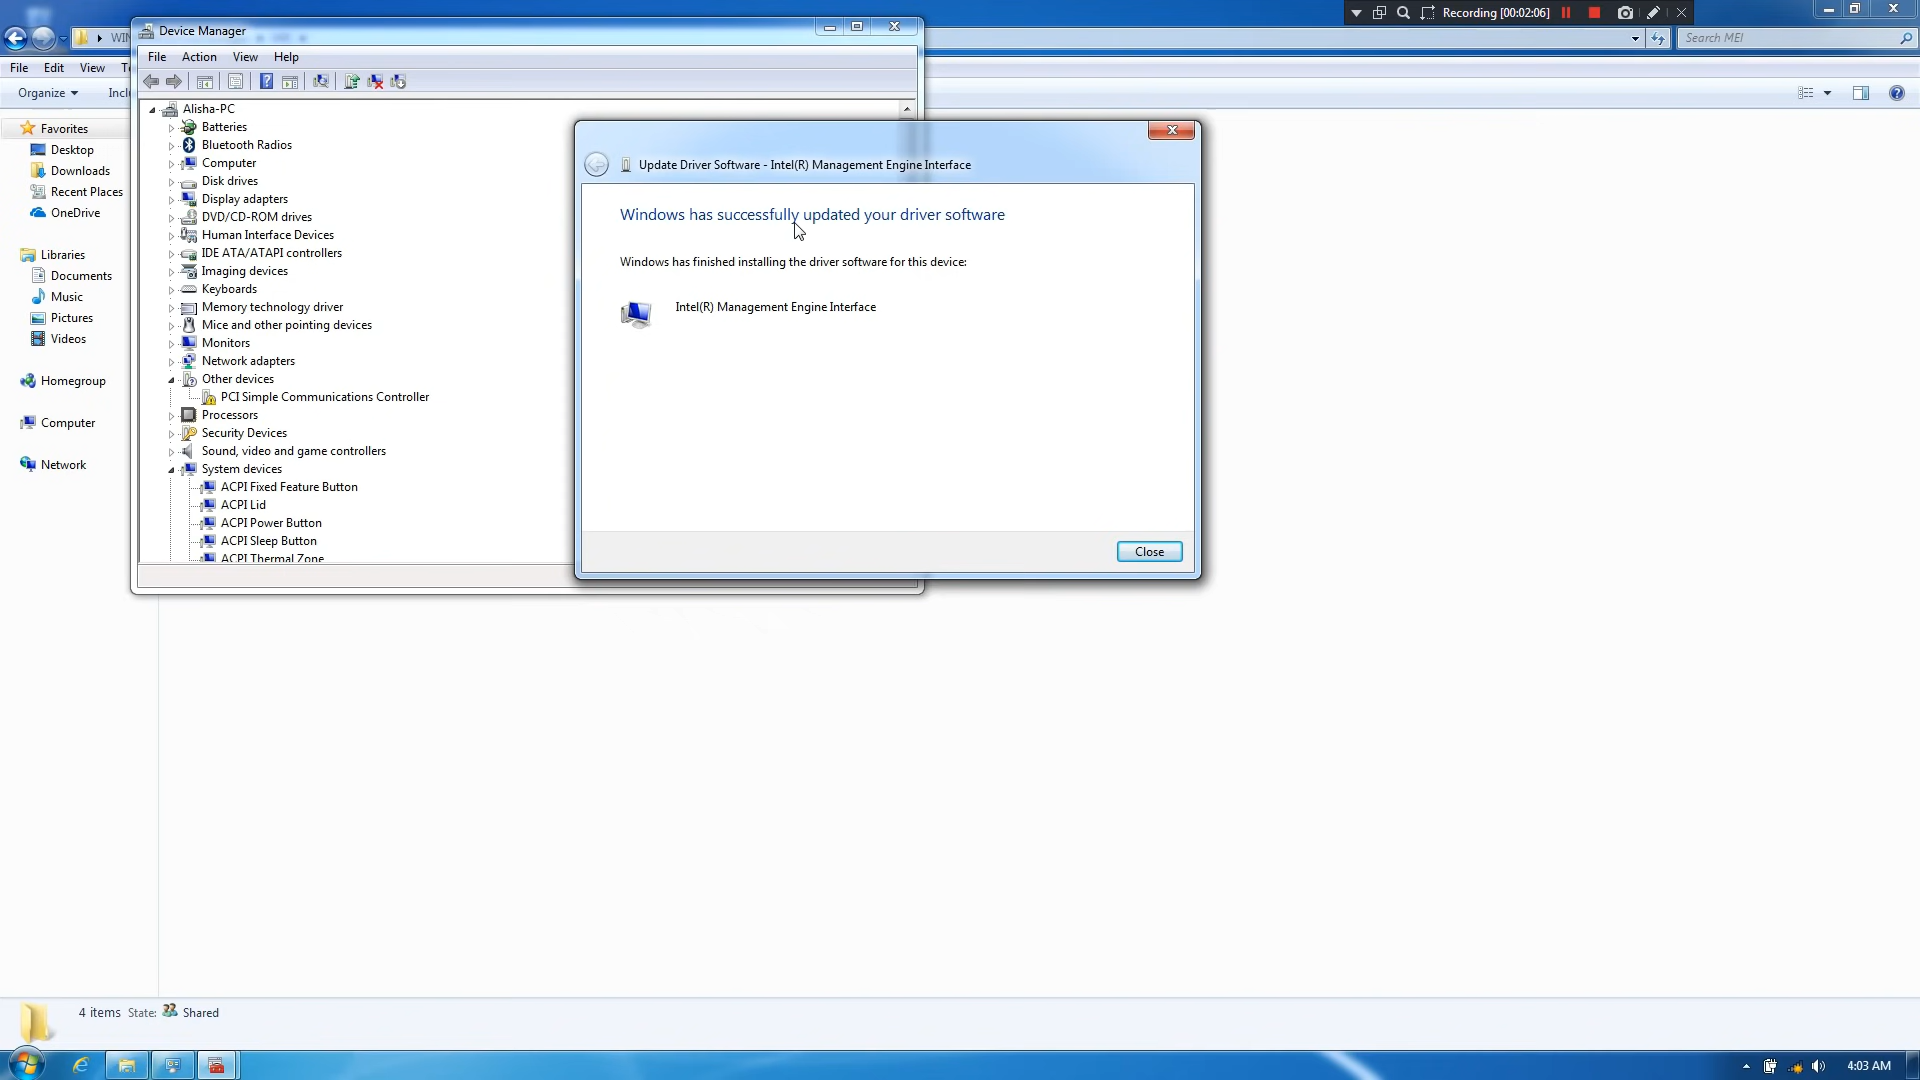 Device Manager
Recording [00:02:06]
Search MEI
File Action View Help
File Edit View
Organize
Alisha-PC
Batteries
Bluetooth Radios
Computer
Disk drives
Display adapters
DVD/CD-ROM drives
Human Interface Devices
IDE ATA/ATAPI controllers
Imaging devices
Keyboards
Memory technology driver
Mice and other pointing devices
Monitors
Network adapters
Other devices
PCI Simple Communications Controller
Processors
Security Devices
Sound, video and game controllers
System devices
ACPI Fixed Feature Button
ACPI Lid
ACPI Power Button
ACPI Sleep Button
ACPI Thermal Zone
Favorites
Desktop
Downloads
Recent Places
OneDrive
Libraries
Documents
Music
Pictures
Videos
Homegroup
Computer
Network
Update Driver Software - Intel(R) Management Engine Interface
Windows has successfully updated your driver software
Windows has finished installing the driver software for this device:
Intel(R) Management Engine Interface
Close
4 items State: Shared
4:03 AM